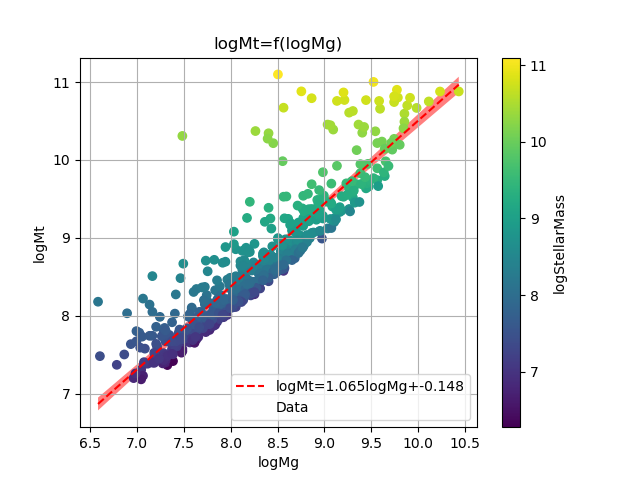 logMt=f(logMg)
11
10
9
8
7
logMt
6.5 7.0 7.5 8.0 8.5 9.0 9.5 10.0 10.5
logMg
logMt=1.065logMg+-0.148
Data
11
10
9
8
7
logStellarMass